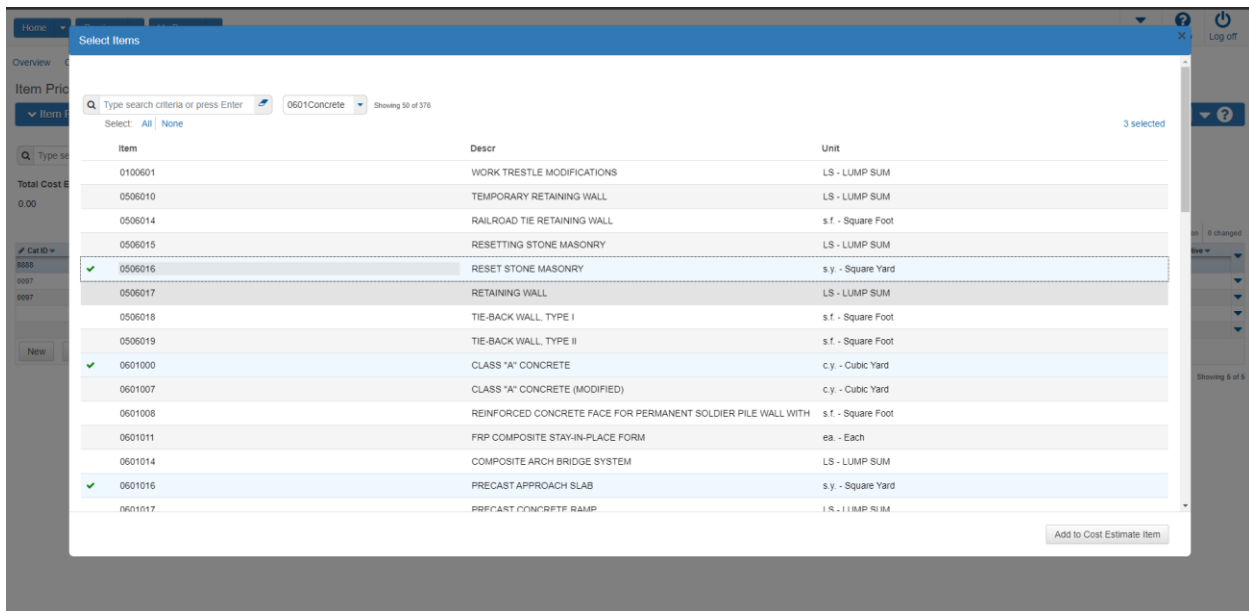 Home
Log off
Select Items
×
Overview
Item Pric
Item
Type search criteria or press Enter 0601Concrete Showing 50 of 376
Select: All None 3 selected
Type se
Total Cost E
0.00
Item Descr Unit
0100601 WORK TRESTLE MODIFICATIONS LS - LUMP SUM
0506010 TEMPORARY RETAINING WALL LS - LUMP SUM
0506014 RAILROAD TIE RETAINING WALL s.f. - Square Foot
0506015 RESETTING STONE MASONRY LS - LUMP SUM
0506016 RESET STONE MASONRY s.y. - Square Yard
0506017 RETAINING WALL LS - LUMP SUM
0506018 TIE-BACK WALL, TYPE I s.f. - Square Foot
0506019 TIE-BACK WALL, TYPE II s.f. - Square Foot
0601000 CLASS "A" CONCRETE c.y. - Cubic Yard
0601007 CLASS "A" CONCRETE (MODIFIED) c.y. - Cubic Yard
0601008 REINFORCED CONCRETE FACE FOR PERMANENT SOLDIER PILE WALL WITH s.f. - Square Foot
0601011 FRP COMPOSITE STAY-IN-PLACE FORM ea. - Each
0601014 COMPOSITE ARCH BRIDGE SYSTEM LS - LUMP SUM
0601016 PRECAST APPROACH SLAB s.y. - Square Yard
0601017 PRECAST CONCRETE RAMP LS - LUMP SUM
Cat ID
8888
0097
0097
0 changed
New
Showing 6 of 6
Add to Cost Estimate Item